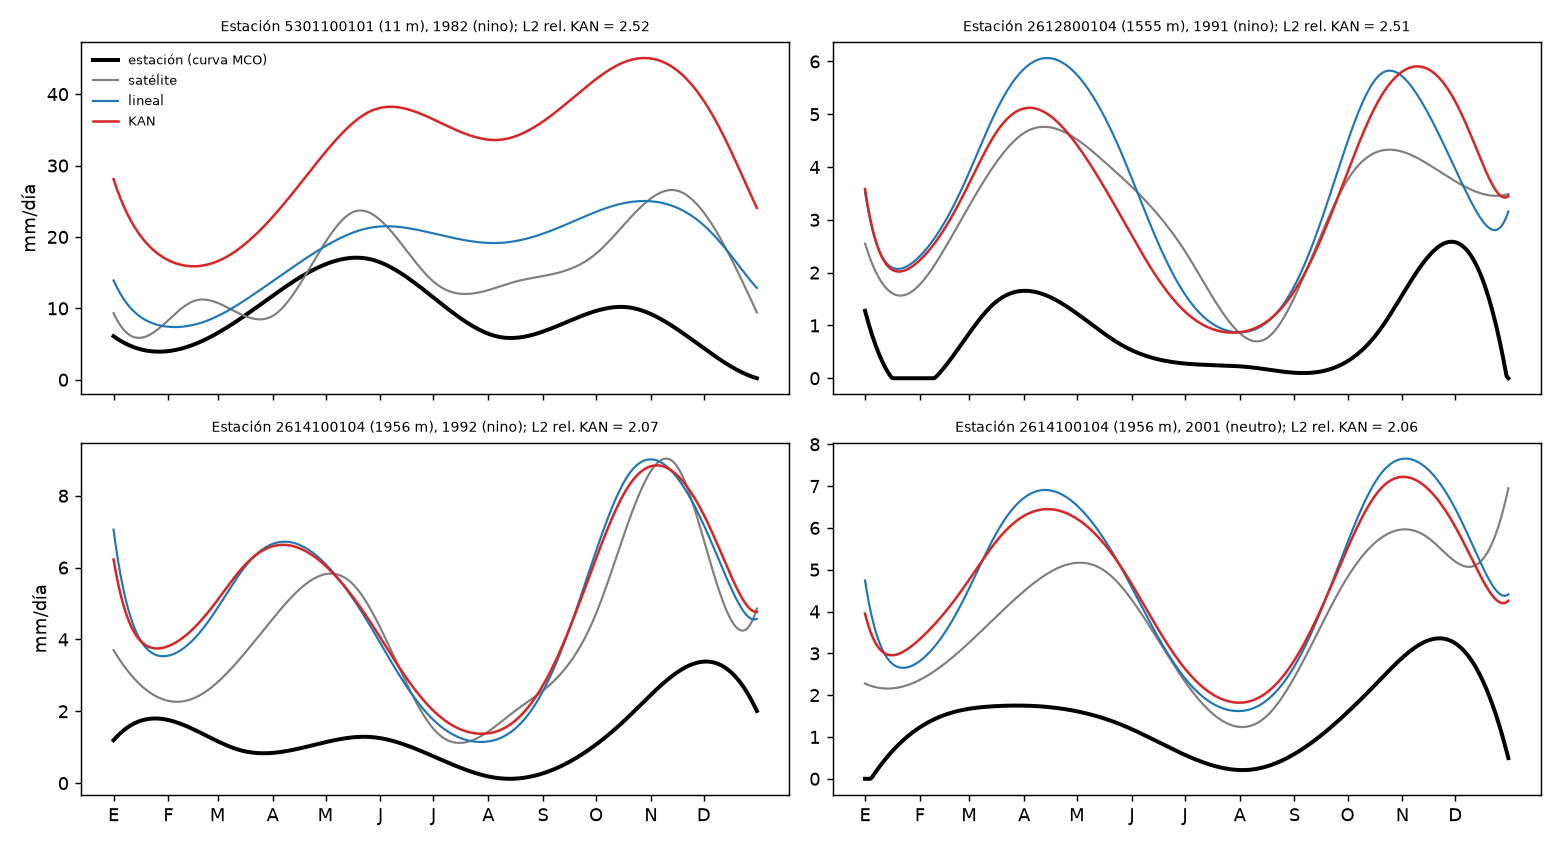 Estación 5301100101 (11 m), 1982 (nino); L2 rel. KAN = 2.52
estación (curva MCO)
satélite
lineal
KAN
mm/día
40
30
20
10
0
Estación 2612800104 (1555 m), 1991 (nino); L2 rel. KAN = 2.51
6
5
4
3
2
1
0
Estación 2614100104 (1956 m), 1992 (nino); L2 rel. KAN = 2.07
mm/día
8
6
4
2
0
E F M A M J J A S O N D
Estación 2614100104 (1956 m), 2001 (neutro); L2 rel. KAN = 2.06
8
7
6
5
4
3
2
1
0
E F M A M J J A S O N D